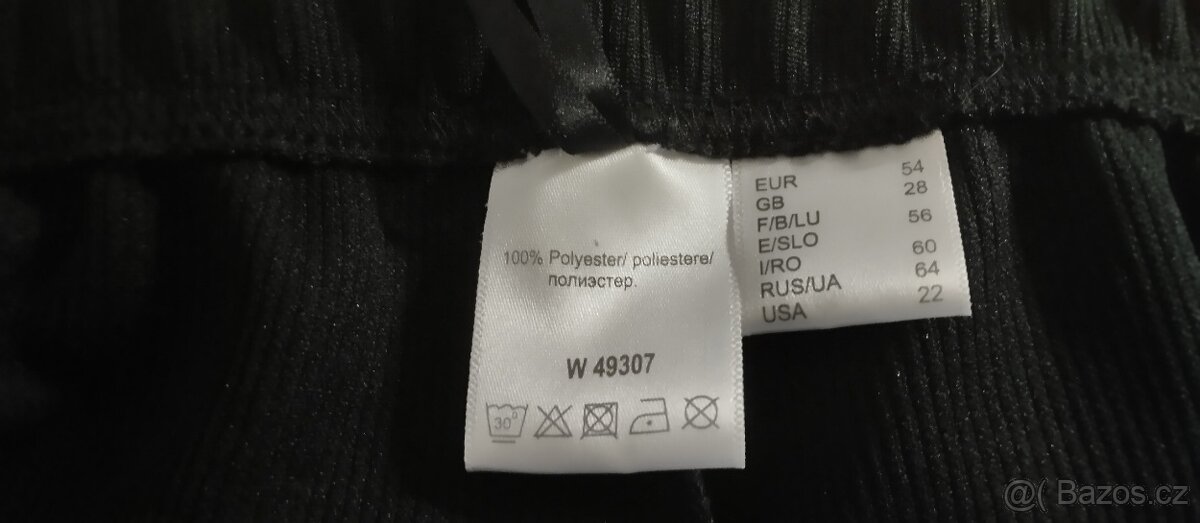 100% Polyester/ poliestere/
полиэстер.
W 49307
30°
EUR 54
GB 28
F/B/LU 56
E/SLO
I/RO 60
RUS/UA 64
USA 22
@( Bazos.cz